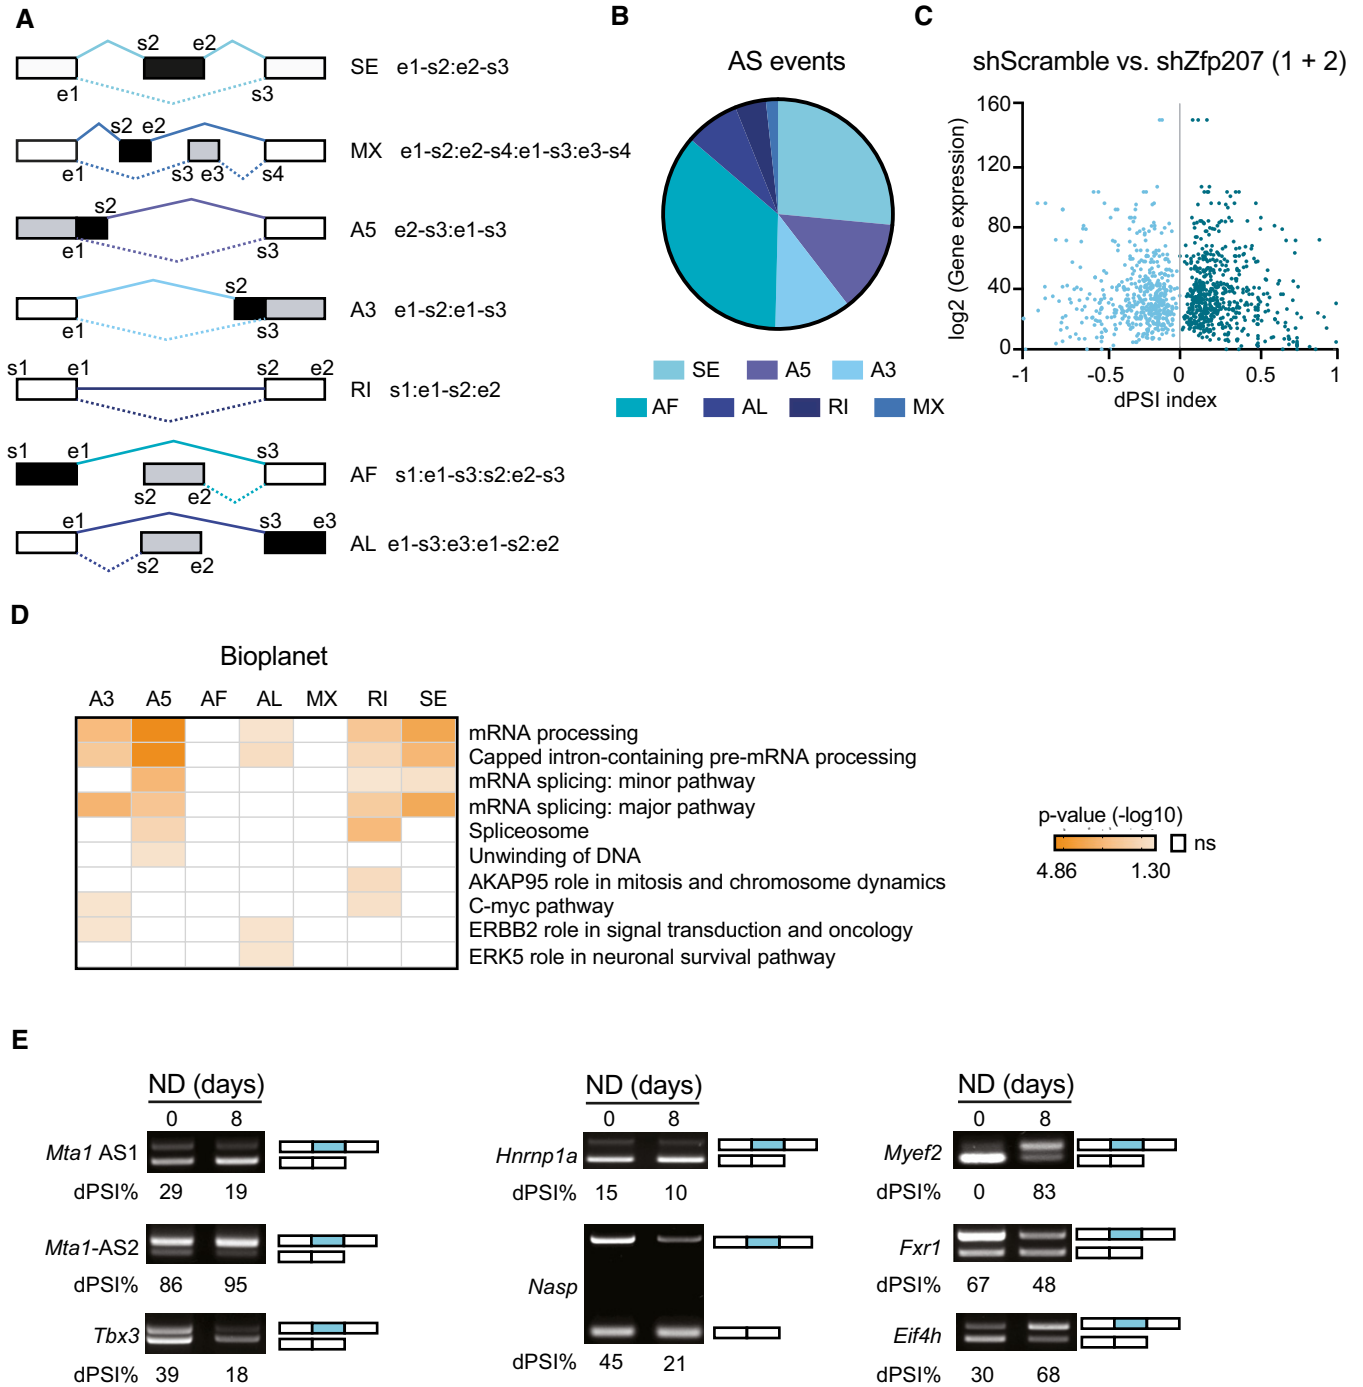 A
s2 e2
e1 s3
SE e1-s2:e2-s3
s2 e2
e1 s3 e3 s4
MX e1-s2:e2-s4:e1-s3:e3-s4
s2
e1 s3
A5 e2-s3:e1-s3
s2
e1 s3
A3 e1-s2:e1-s3
s1 e1 s2 e2
RI s1:e1-s2:e2
s1 e1 s3
s2 e2
AF s1:e1-s3:s2:e2-s3
e1 s3 e3
s2 e2
AL e1-s3:e3:e1-s2:e2
B
AS events
SE A5 A3
AF AL RI MX
C
shScramble vs. shZfp207 (1 + 2)
log2 (Gene expression)
160
120
80
40
0
-1 -0.5 0 0.5 1
dPSI index
D
Bioplanet
A3 A5 AF AL MX RI SE
mRNA processing
Capped intron-containing pre-mRNA processing
mRNA splicing: minor pathway
mRNA splicing: major pathway
Spliceosome
Unwinding of DNA
AKAP95 role in mitosis and chromosome dynamics
C-myc pathway
ERBB2 role in signal transduction and oncology
ERK5 role in neuronal survival pathway
p-value (-log10)
ns
4.86 1.30
E
ND (days)
0 8
Mta1 AS1
dPSI% 29 19
Mta1-AS2
dPSI% 86 95
Tbx3
dPSI% 39 18
ND (days)
0 8
Hnrnp1a
dPSI% 15 10
Nasp
dPSI% 45 21
ND (days)
0 8
Myef2
dPSI% 0 83
Fxr1
dPSI% 67 48
Eif4h
dPSI% 30 68